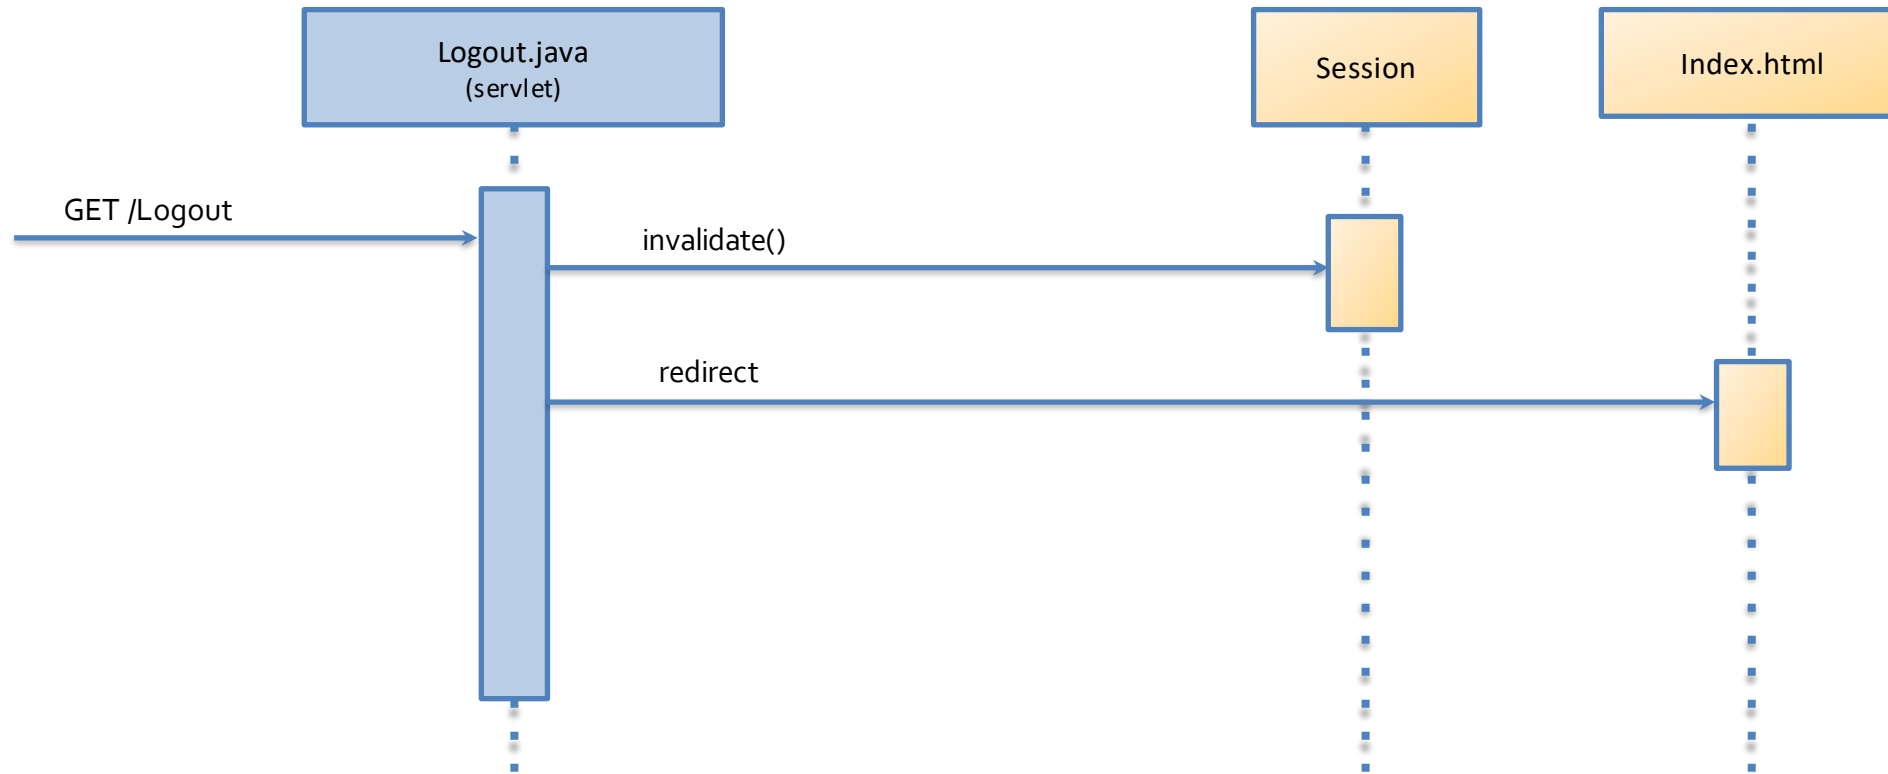 Logout.java
(servlet)
Session
Index.html
GET /Logout
invalidate()
redirect